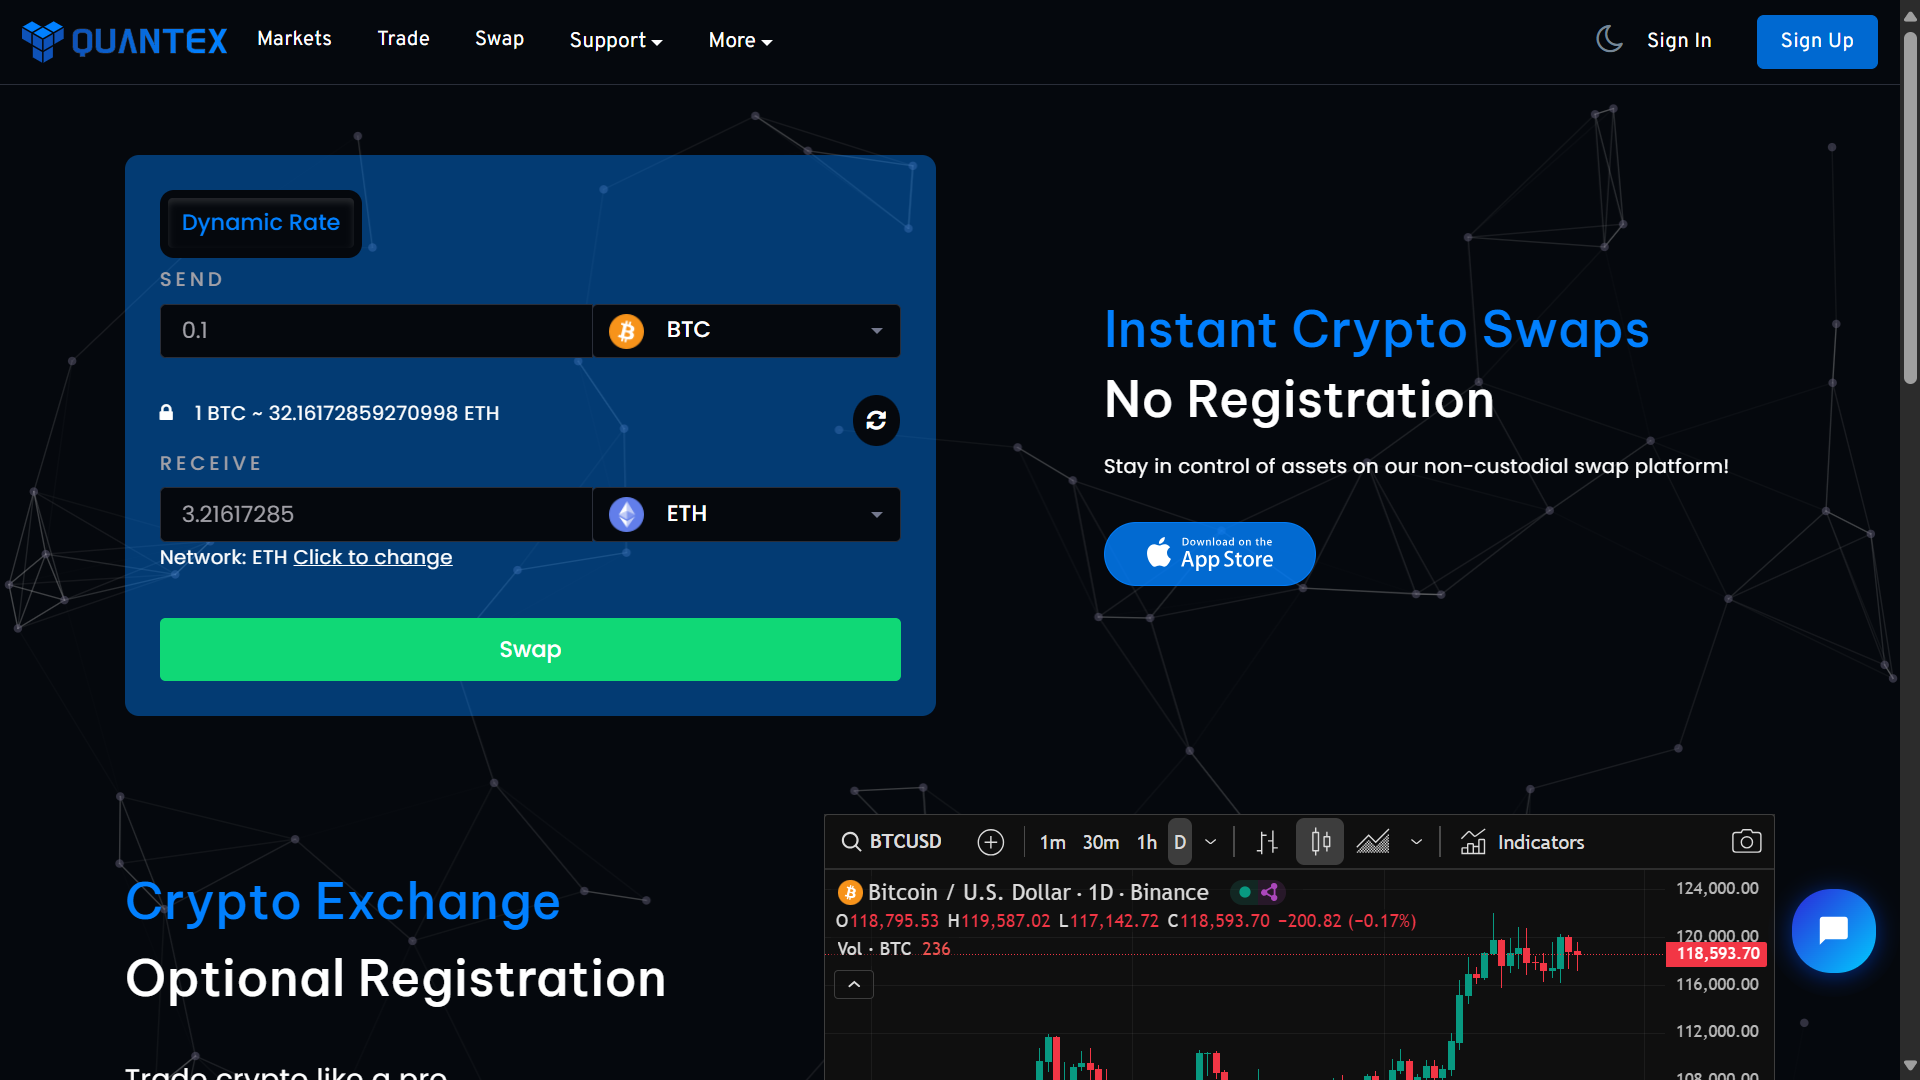 QUANTEX
Markets
Trade
Swap
Support
More
Sign In
Sign Up
Dynamic Rate
SEND
0.1
BTC
1 BTC ~ 32.16172859270998 ETH
RECEIVE
3.21617285
ETH
Network: ETH Click to change
Swap
Instant Crypto Swaps
No Registration
Stay in control of assets on our non-custodial swap platform!
Download on the
App Store
Crypto Exchange
Optional Registration
Trade crypto like a pro
BTCUSD
1m 30m 1h D
Indicators
Bitcoin / U.S. Dollar · 1D · Binance
O118,795.53 H119,587.02 L117,142.72 C118,593.70 −200.82 (−0.17%)
Vol · BTC 236
124,000.00
120,000.00
118,593.70
116,000.00
112,000.00
108,000.00